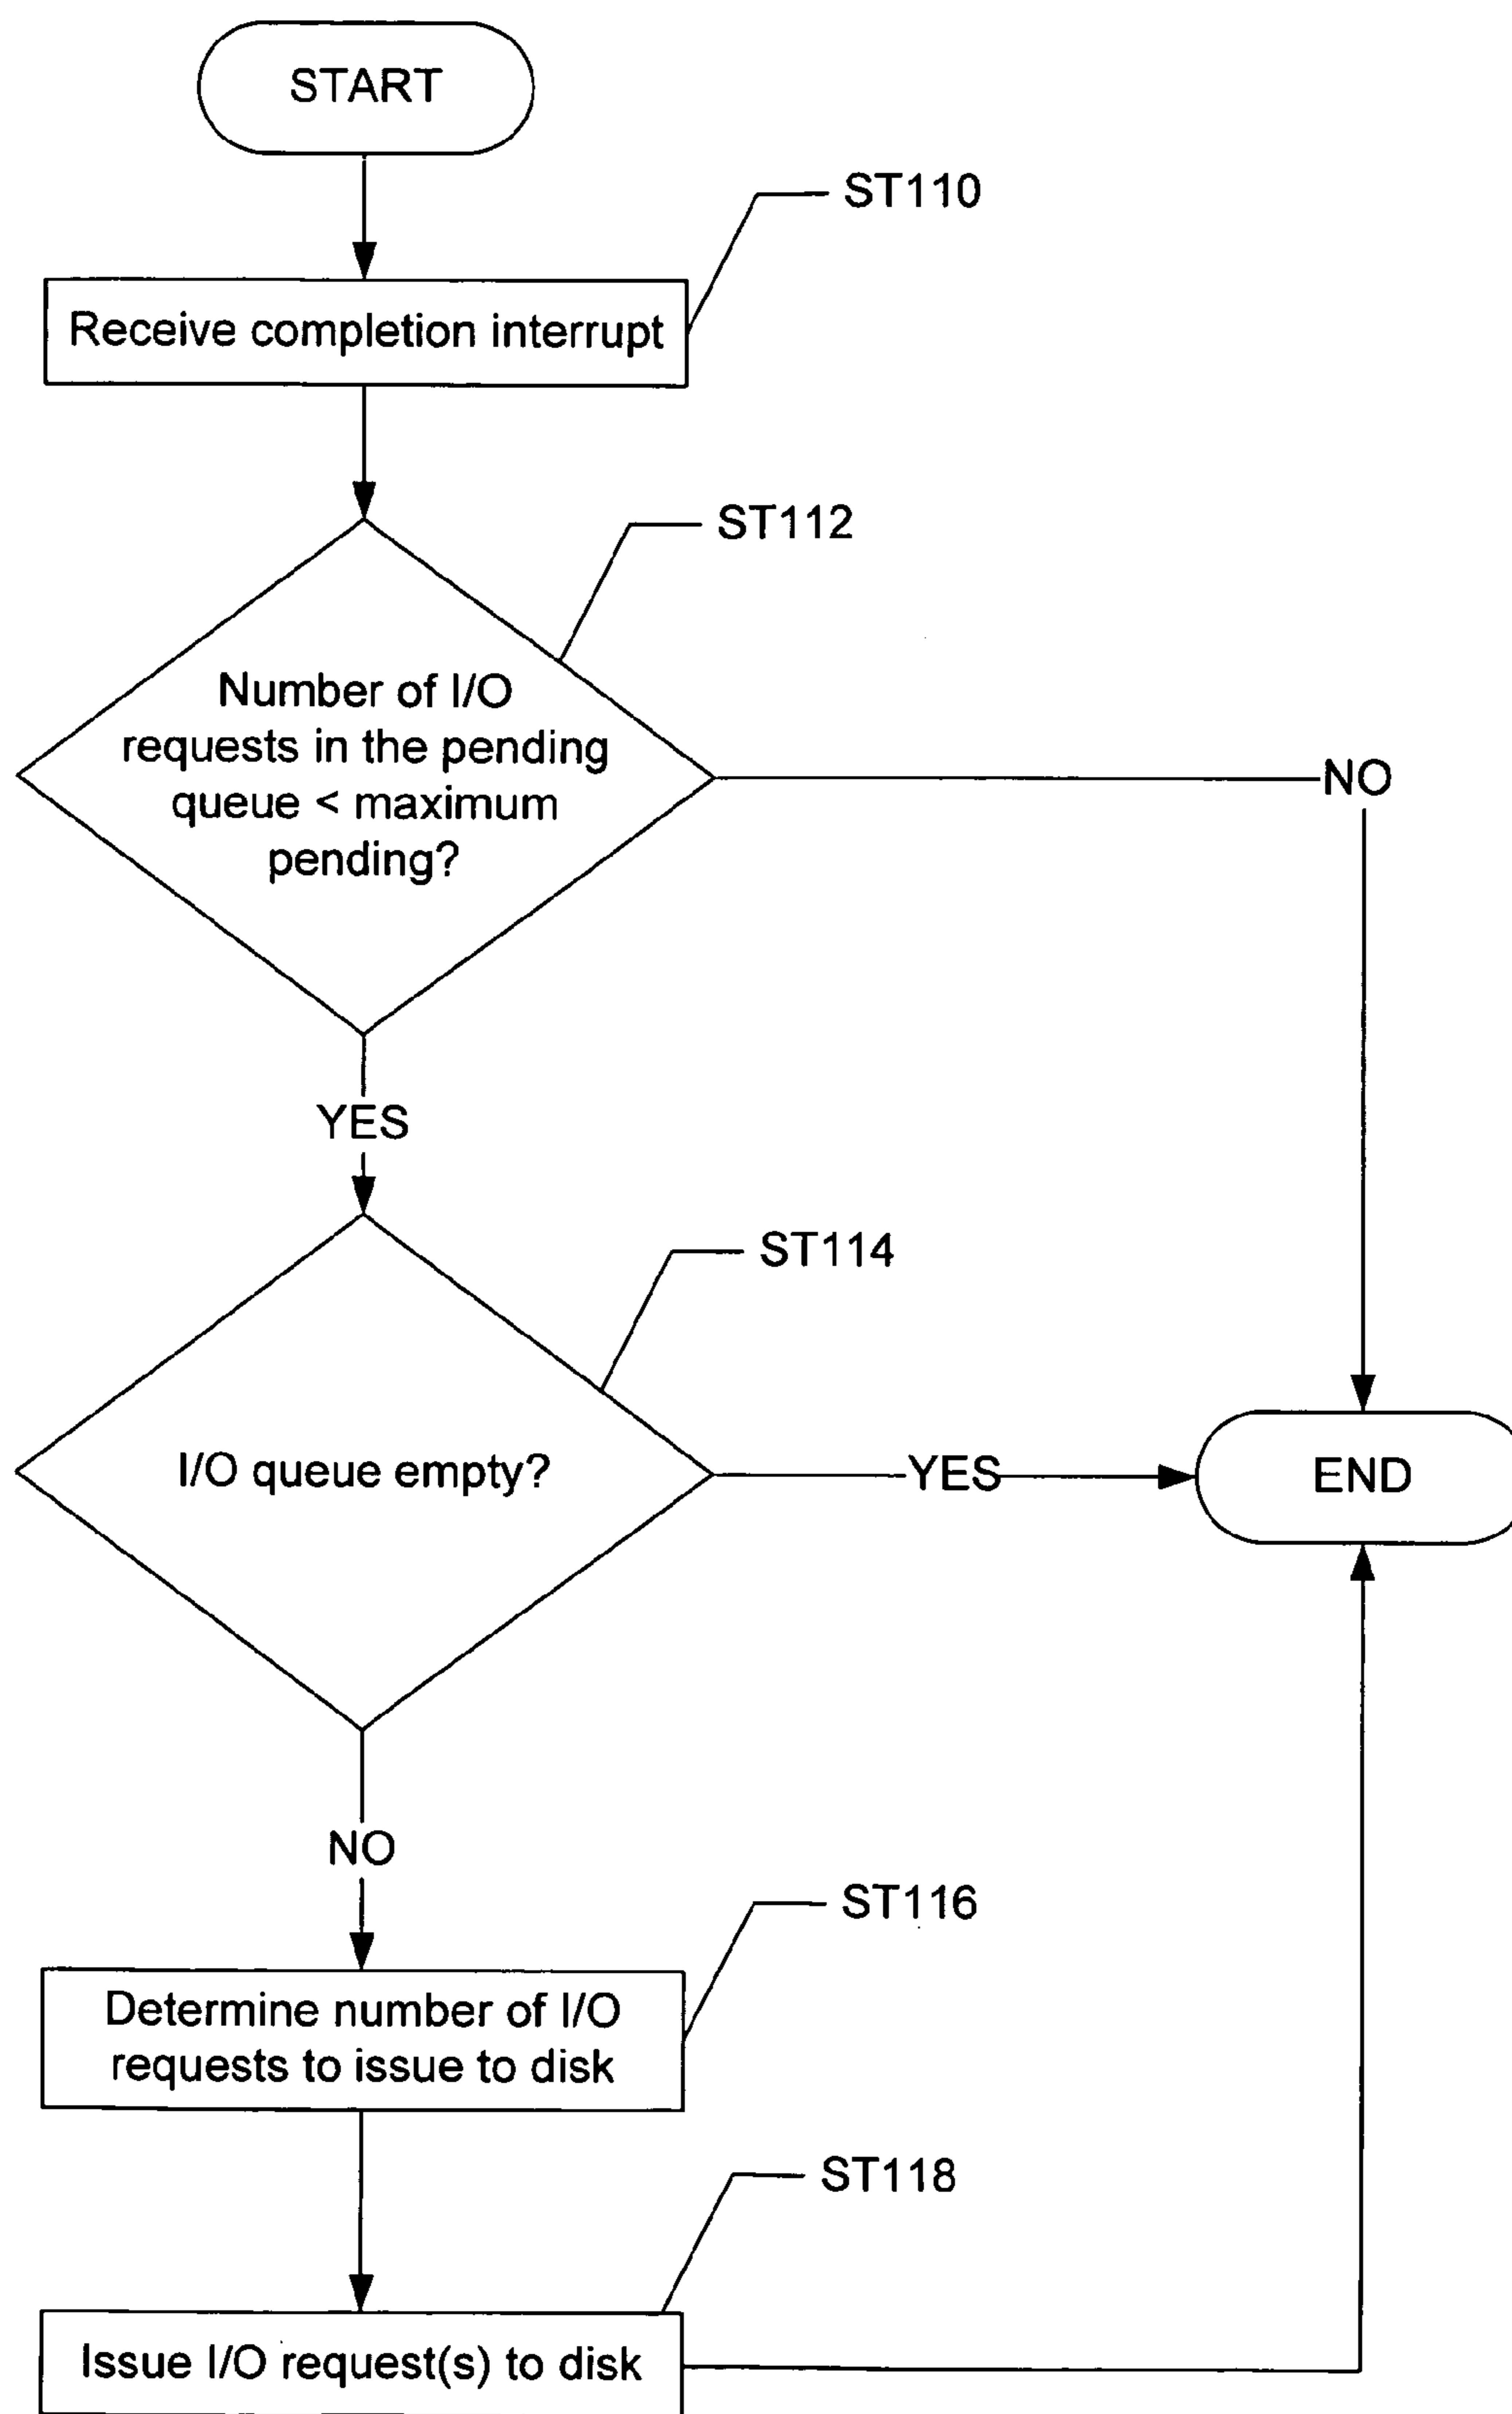 START
ST110
Receive completion interrupt
ST112
Number of I/O
requests in the pending
queue < maximum
pending?
NO
YES
ST114
I/O queue empty?
YES
END
NO
ST116
Determine number of I/O
requests to issue to disk
ST118
Issue I/O request(s) to disk